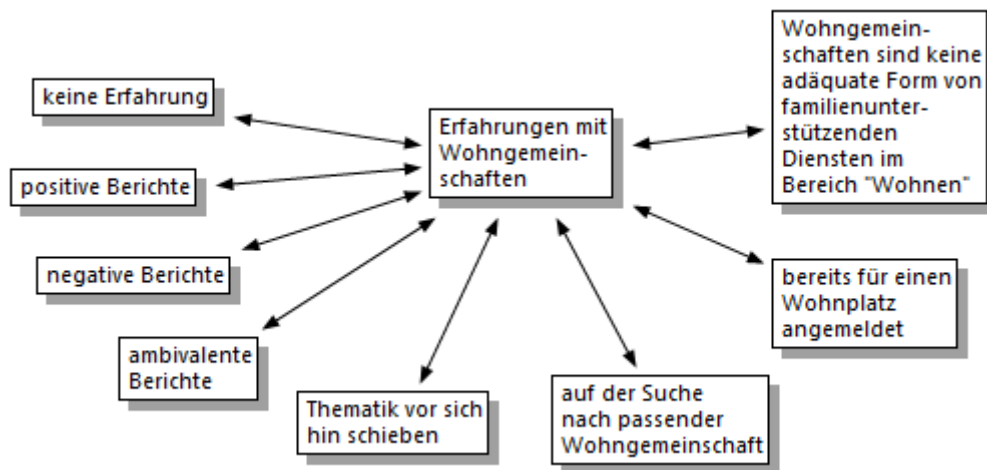 keine Erfahrung
positive Berichte
negative Berichte
ambivalente
Berichte
Thematik vor sich
hin schieben
Erfahrungen mit
Wohngemein-
schaften
auf der Suche
nach passender
Wohngemeinschaft
Wohngemein-
schaften sind keine
adäquate Form von
familienunter-
stützenden
Diensten im
Bereich "Wohnen"
bereits für einen
Wohnplatz
angemeldet